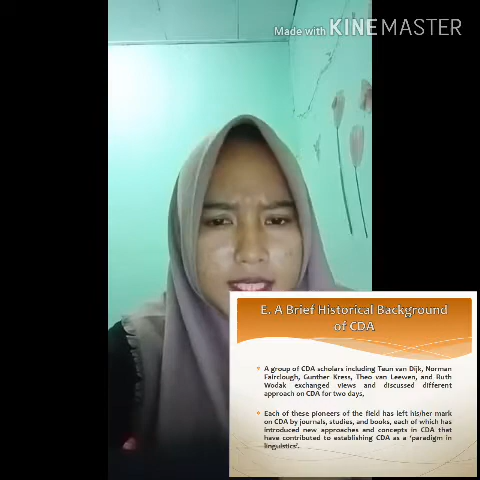 Made with KINEMASTER
E. A Brief Historical Background
of CDA
A group of CDA scholars including Teun van Dijk, Norman
Fairclough, Gunther Kress, Theo van Leewen, and Ruth
Wodak exchanged views and discussed different
approach on CDA for two days,
Each of these pioneers of the field has left his/her mark
on CDA by journals, studies, and books, each of which has
introduced new approaches and concepts in CDA that
have contributed to establishing CDA as a 'paradigm in
linguistics'.